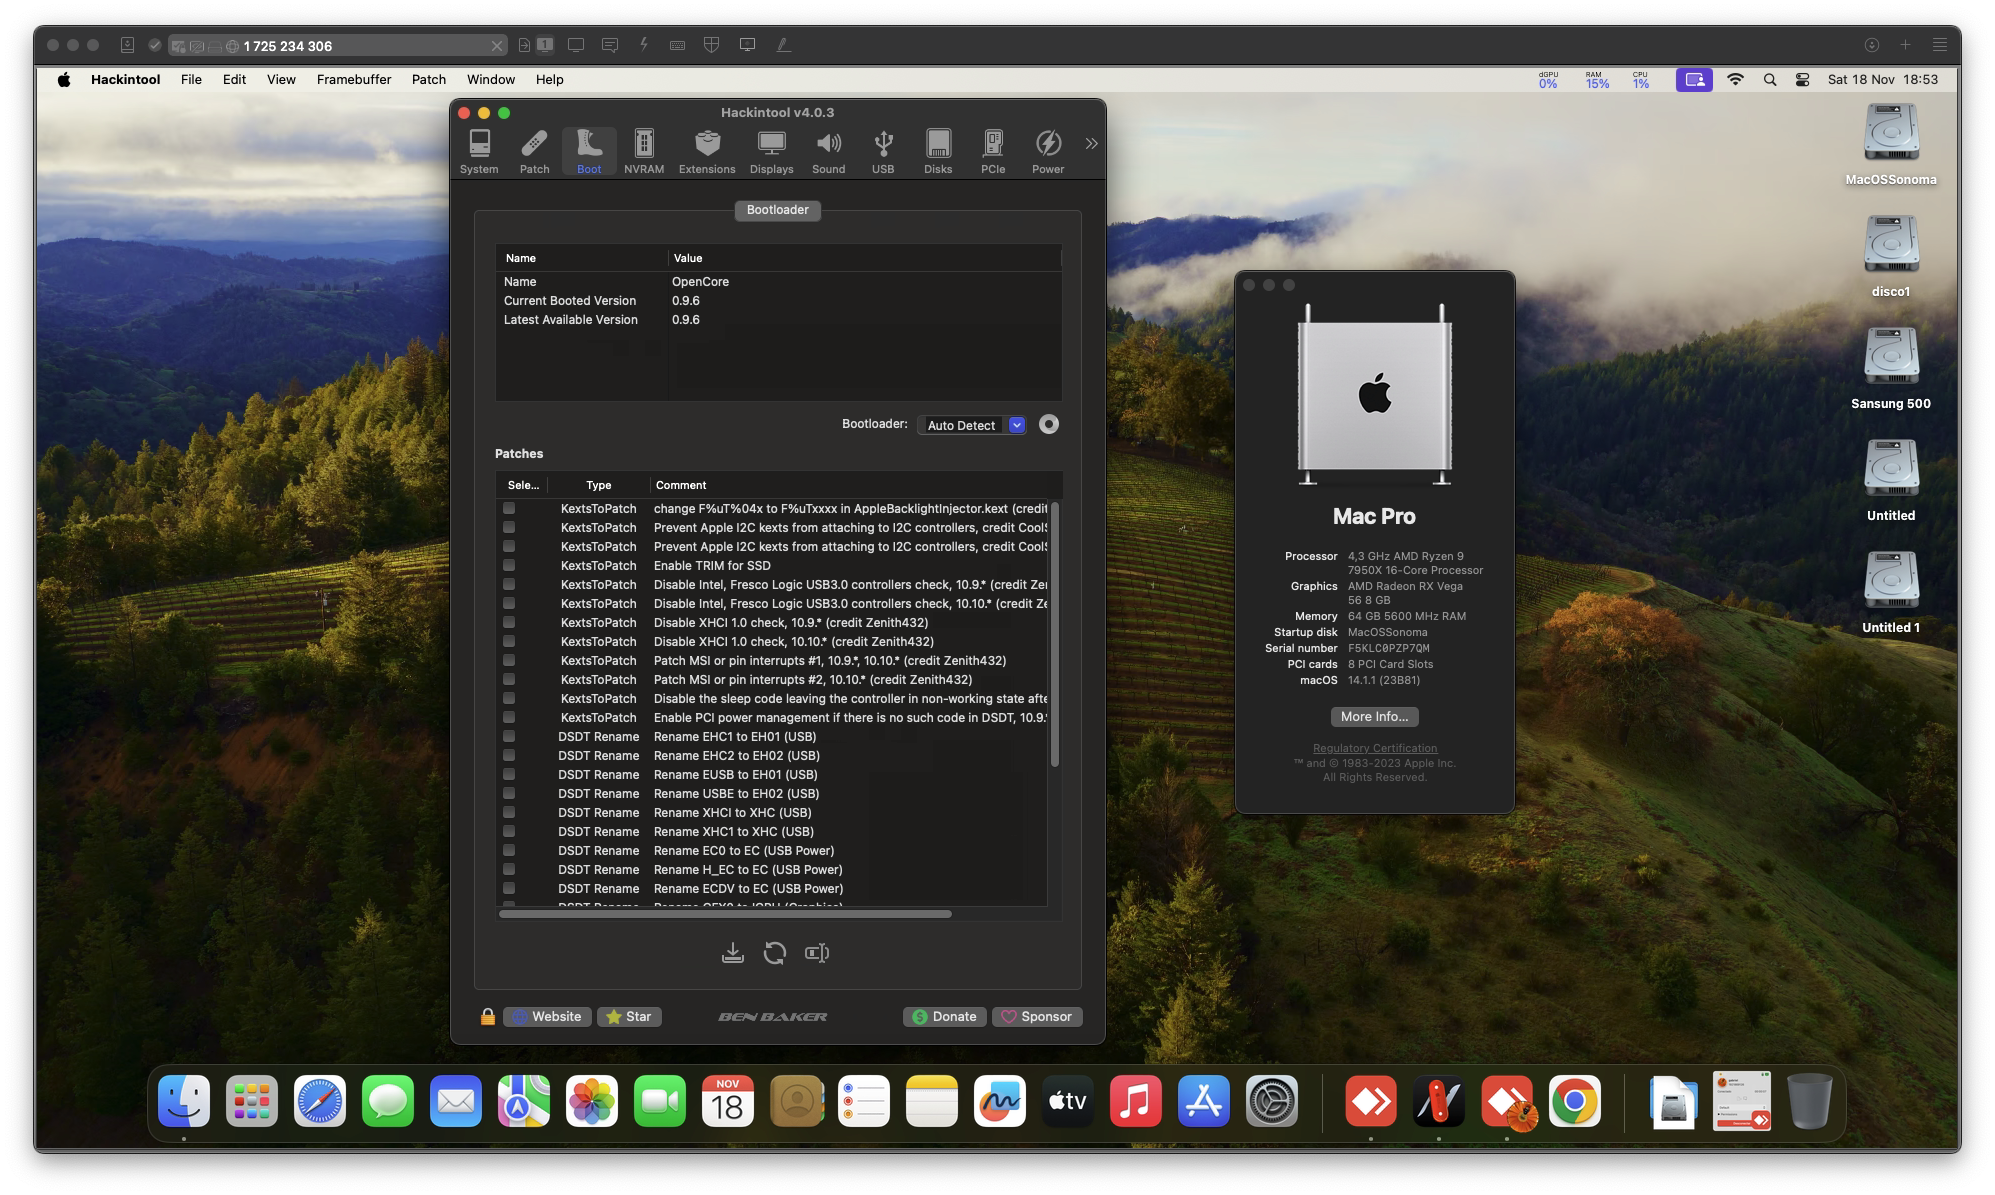 1 725 234 306
1
Hackintool File Edit View Framebuffer Patch Window Help
dGPU 0% RAM 15% CPU 1% Sat 18 Nov 18:53
Hackintool v4.0.3
System Patch Boot NVRAM Extensions Displays Sound USB Disks PCIe Power
Bootloader
Name Value
Name OpenCore
Current Booted Version 0.9.6
Latest Available Version 0.9.6
Bootloader: Auto Detect
Patches
Sele... Type Comment
KextsToPatch change F%uT%04x to F%uTxxxx in AppleBacklightInjector.kext (credit
KextsToPatch Prevent Apple I2C kexts from attaching to I2C controllers, credit CoolS
KextsToPatch Prevent Apple I2C kexts from attaching to I2C controllers, credit CoolS
KextsToPatch Enable TRIM for SSD
KextsToPatch Disable Intel, Fresco Logic USB3.0 controllers check, 10.9.* (credit Ze
KextsToPatch Disable Intel, Fresco Logic USB3.0 controllers check, 10.10.* (credit Ze
KextsToPatch Disable XHCI 1.0 check, 10.9.* (credit Zenith432)
KextsToPatch Disable XHCI 1.0 check, 10.10.* (credit Zenith432)
KextsToPatch Patch MSI or pin interrupts #1, 10.9.*, 10.10.* (credit Zenith432)
KextsToPatch Patch MSI or pin interrupts #2, 10.10.* (credit Zenith432)
KextsToPatch Disable the sleep code leaving the controller in non-working state afte
KextsToPatch Enable PCI power management if there is no such code in DSDT, 10.9.*
DSDT Rename Rename EHC1 to EH01 (USB)
DSDT Rename Rename EHC2 to EH02 (USB)
DSDT Rename Rename EUSB to EH01 (USB)
DSDT Rename Rename USBE to EH02 (USB)
DSDT Rename Rename XHCI to XHC (USB)
DSDT Rename Rename XHC1 to XHC (USB)
DSDT Rename Rename EC0 to EC (USB Power)
DSDT Rename Rename H_EC to EC (USB Power)
DSDT Rename Rename ECDV to EC (USB Power)
DSDT Rename Rename GFX0 to IGPU (Graphics)
Website Star BEN BAKER Donate Sponsor
Mac Pro
Processor 4,3 GHz AMD Ryzen 9
7950X 16-Core Processor
Graphics AMD Radeon RX Vega
56 8 GB
Memory 64 GB 5600 MHz RAM
Startup disk MacOSSonoma
Serial number F5KLC0PZP7QM
PCI cards 8 PCI Card Slots
macOS 14.1.1 (23B81)
More Info...
Regulatory Certification
™ and © 1983-2023 Apple Inc.
All Rights Reserved.
MacOSSonoma
disco1
Sansung 500
Untitled
Untitled 1
NOV
18
tv